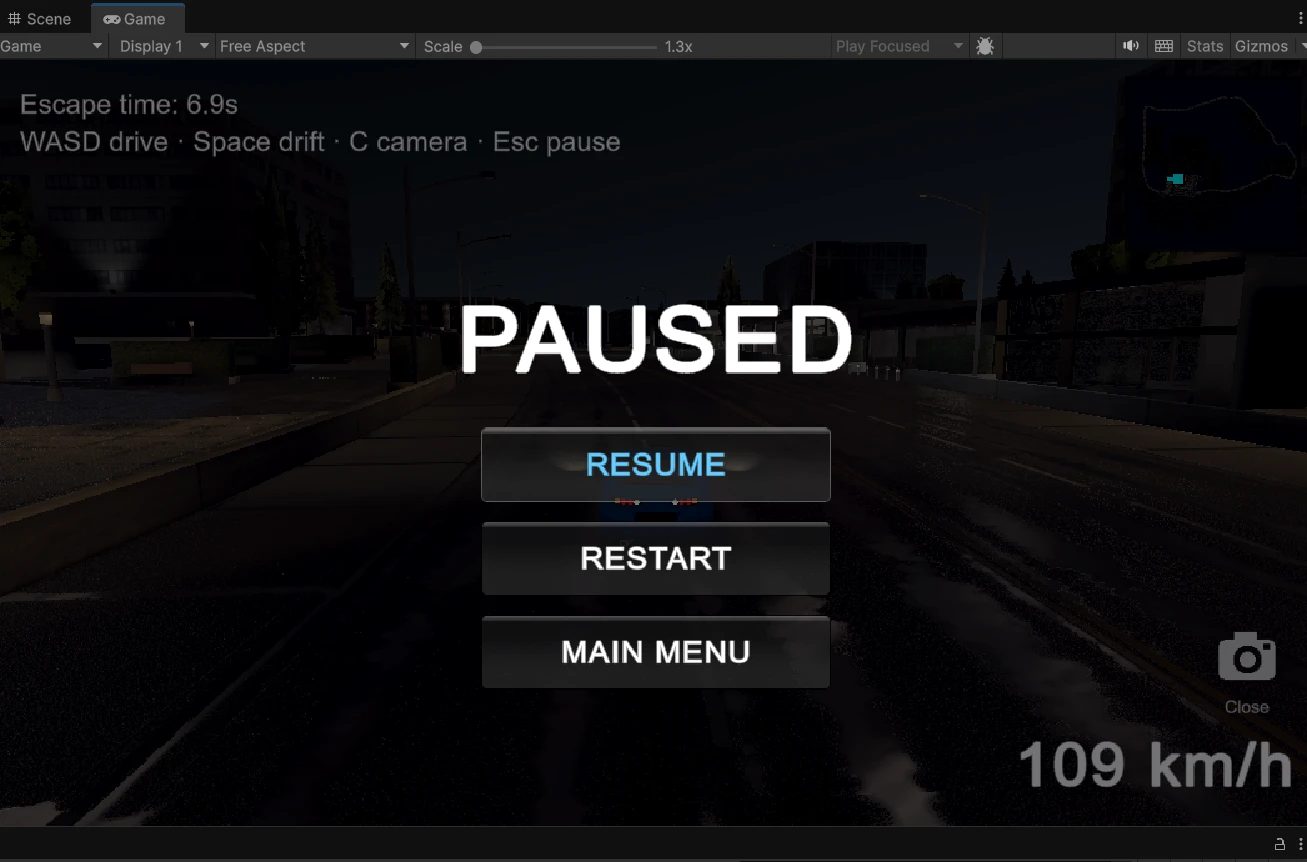 Scene
Game
Game
Display 1
Free Aspect
Scale
1.3x
Play Focused
Stats
Gizmos
Escape time: 6.9s
WASD drive · Space drift · C camera · Esc pause
PAUSED
RESUME
RESTART
MAIN MENU
Close
109 km/h